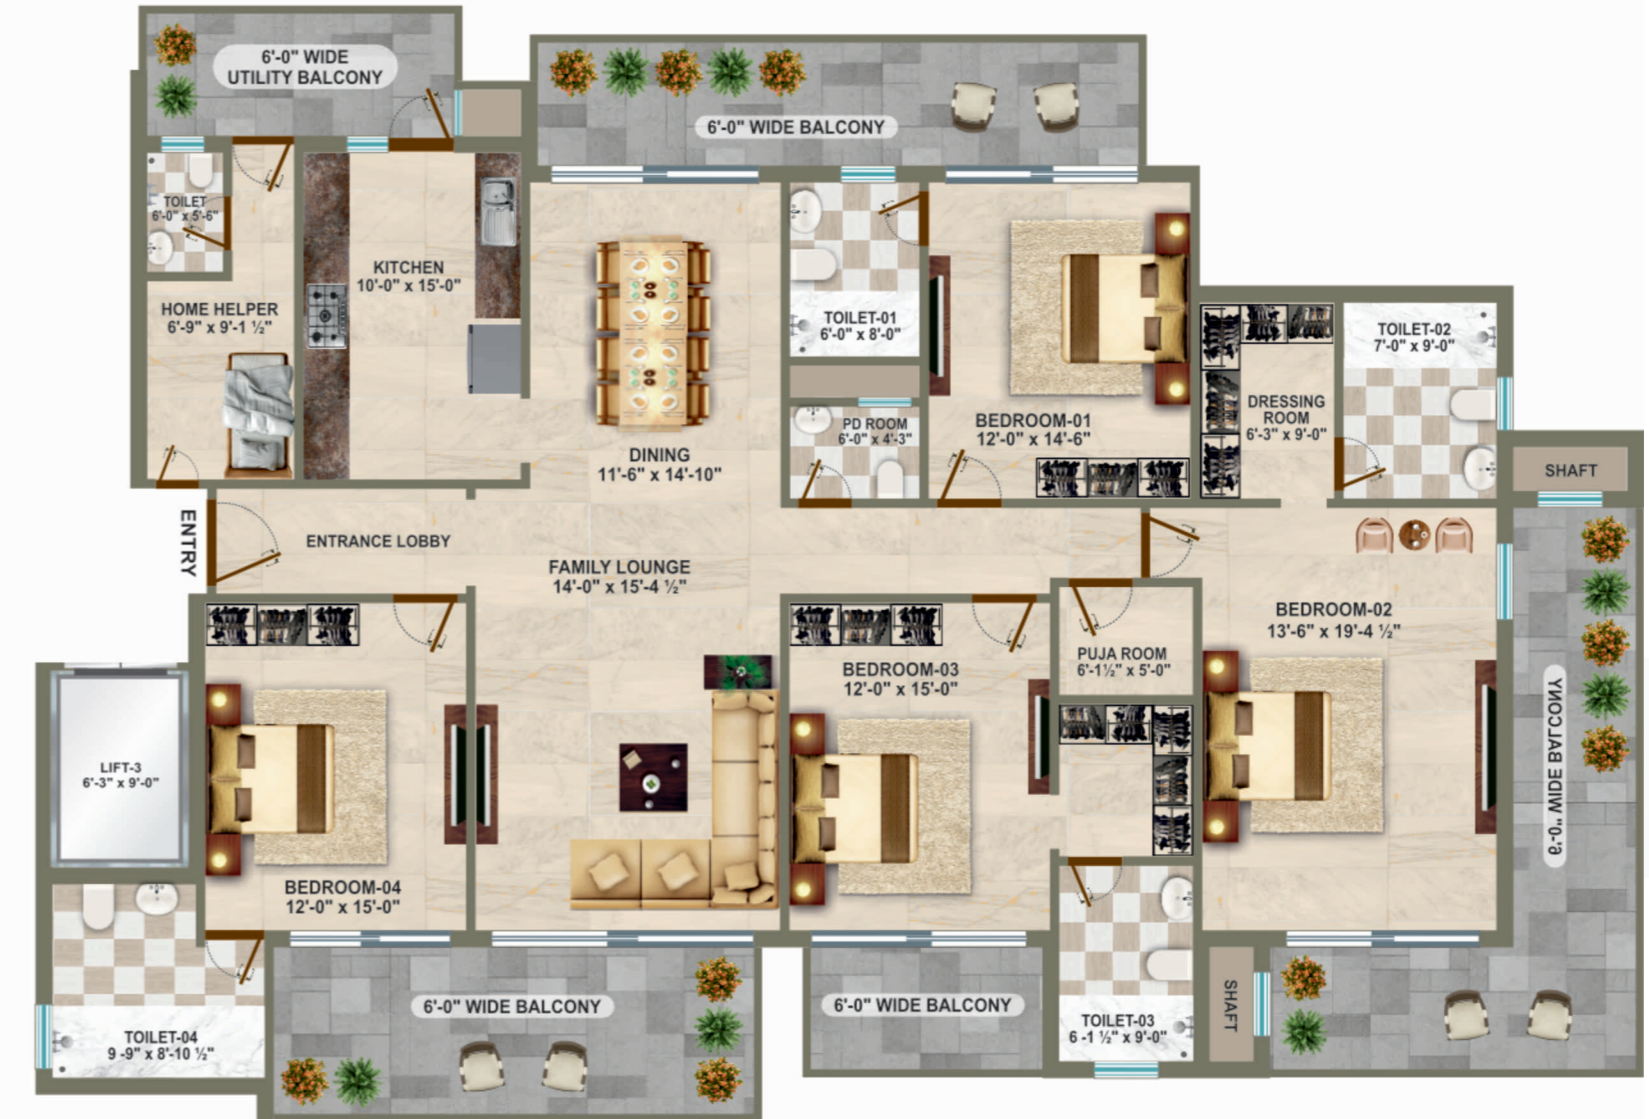 6'-0" WIDE
UTILITY BALCONY
6'-0" WIDE BALCONY
TOILET
6'-0" x 5'-6"
KITCHEN
10'-0" x 15'-0"
HOME HELPER
6'-9" x 9'-1 ½"
TOILET-01
6'-0" x 8'-0"
TOILET-02
7'-0" x 9'-0"
DRESSING
ROOM
6'-3" x 9'-0"
BEDROOM-01
12'-0" x 14'-6"
PD ROOM
6'-0" x 4'-3"
DINING
11'-6" x 14'-10"
SHAFT
ENTRY
ENTRANCE LOBBY
FAMILY LOUNGE
14'-0" x 15'-4 ½"
BEDROOM-02
13'-6" x 19'-4 ½"
PUJA ROOM
6'-1½" x 5'-0"
BEDROOM-03
12'-0" x 15'-0"
6'-0" WIDE BALCONY
LIFT-3
6'-3" x 9'-0"
BEDROOM-04
12'-0" x 15'-0"
6'-0" WIDE BALCONY
6'-0" WIDE BALCONY
SHAFT
TOILET-03
6 -1 ½" x 9'-0"
TOILET-04
9 -9" x 8'-10 ½"